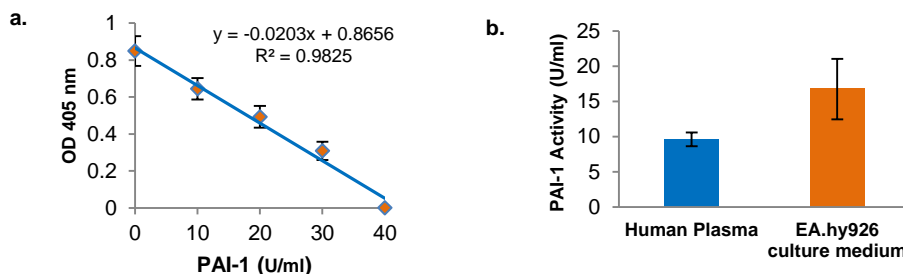 a.
y = -0.0203x + 0.8656
R² = 0.9825
OD 405 nm
1
0.8
0.6
0.4
0.2
0
0 10 20 30 40
PAI-1 (U/ml)
b.
PAI-1 Activity (U/ml)
25
20
15
10
5
0
Human Plasma
EA.hy926
culture medium